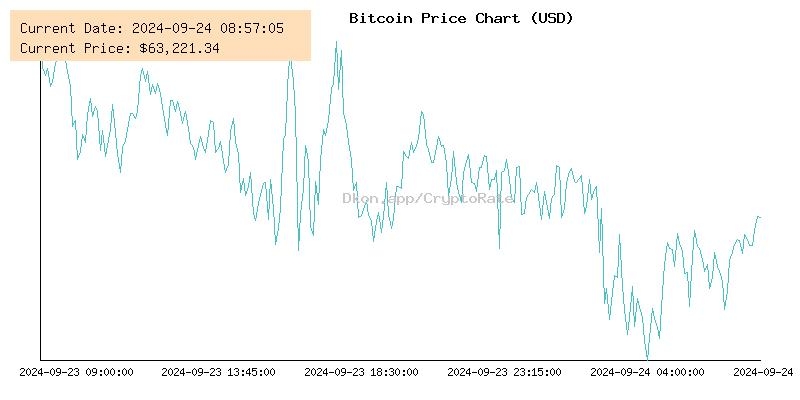 Bitcoin Price Chart (USD)
Current Date: 2024-09-24 08:57:05
Current Price: $63,221.34
Dkon.app/CryptoRate
2024-09-23 09:00:00
2024-09-23 13:45:00
2024-09-23 18:30:00
2024-09-23 23:15:00
2024-09-24 04:00:00
2024-09-24